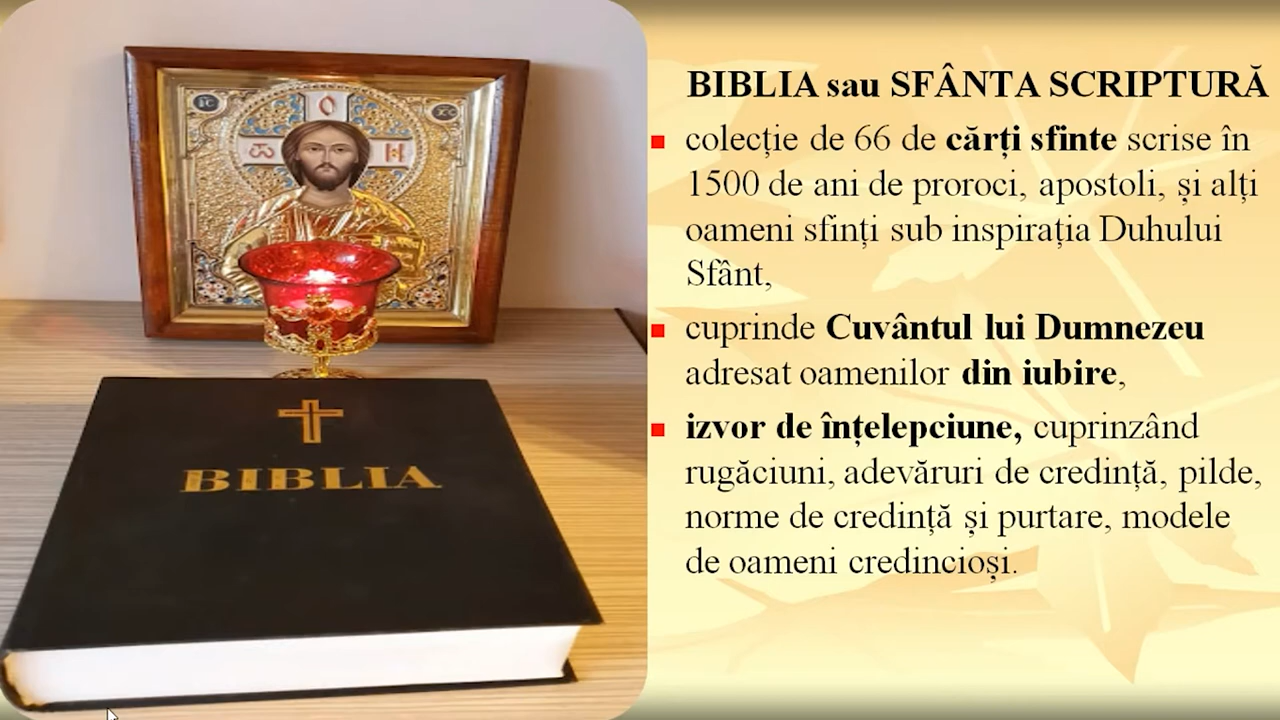 IC
XC
O
Ѡ
Н
BIBLIA
BIBLIA sau SFÂNTA SCRIPTURĂ
colecție de 66 de cărți sfinte scrise în
1500 de ani de proroci, apostoli, și alți
oameni sfinți sub inspirația Duhului
Sfânt,
cuprinde Cuvântul lui Dumnezeu
adresat oamenilor din iubire,
izvor de înțelepciune, cuprinzând
rugăciuni, adevăruri de credință, pilde,
norme de credință și purtare, modele
de oameni credincioși.